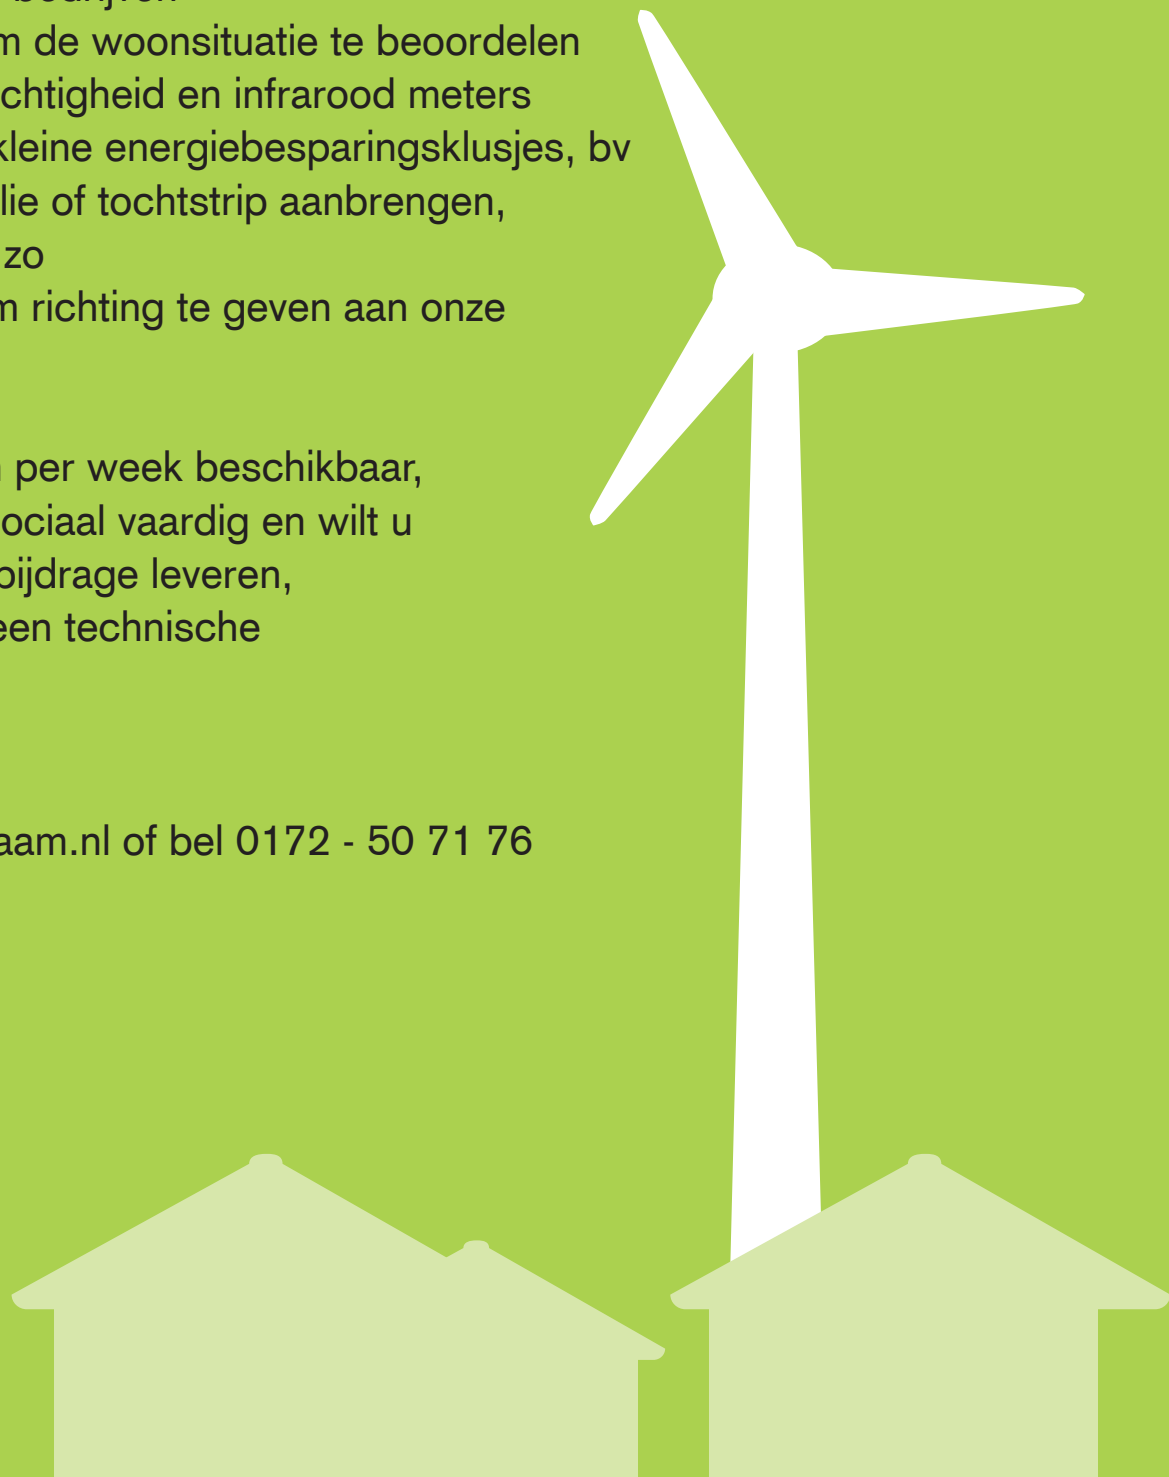 bedrijven
m de woonsituatie te beoordelen
chtigheid en infrarood meters
kleine energiebesparingsklusjes, bv
lie of tochtstrip aanbrengen,
zo
m richting te geven aan onze
n per week beschikbaar,
ociaal vaardig en wilt u
bijdrage leveren,
een technische
aam.nl of bel 0172 - 50 71 76